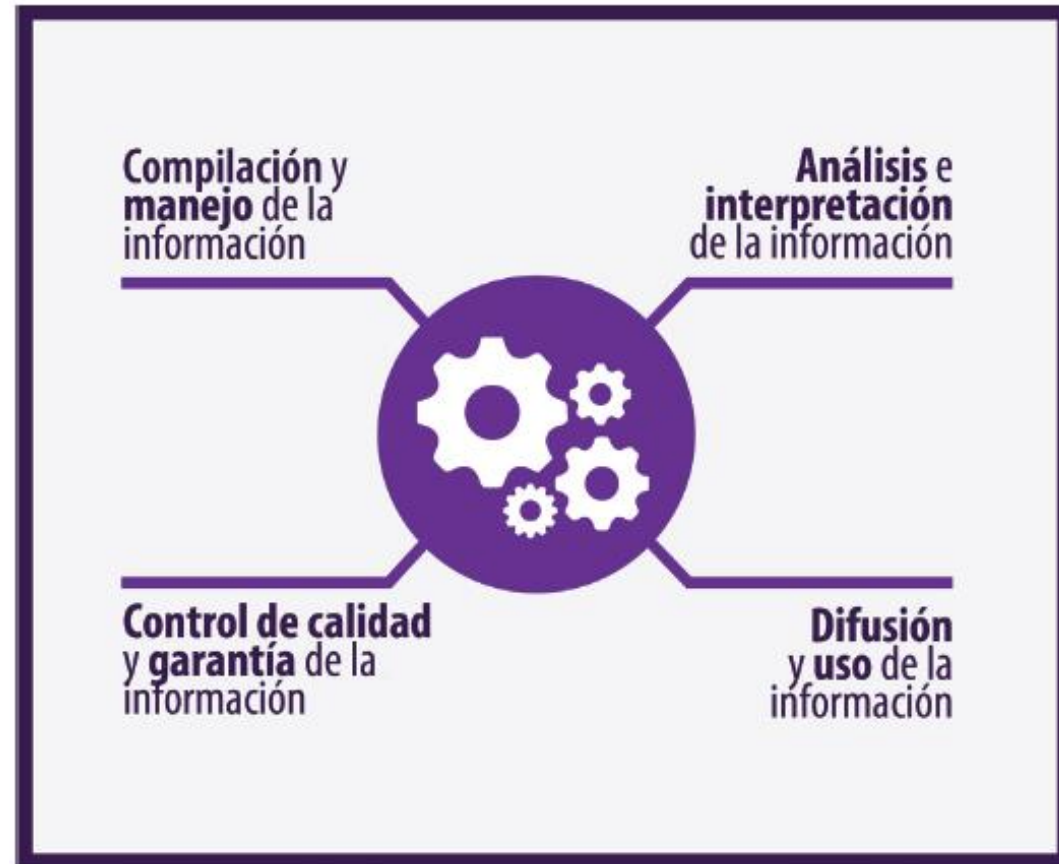 Compilación y
manejo de la
información
Análisis e
interpretación
de la información
Control de calidad
y garantía de la
información
Difusión
y uso de la
información